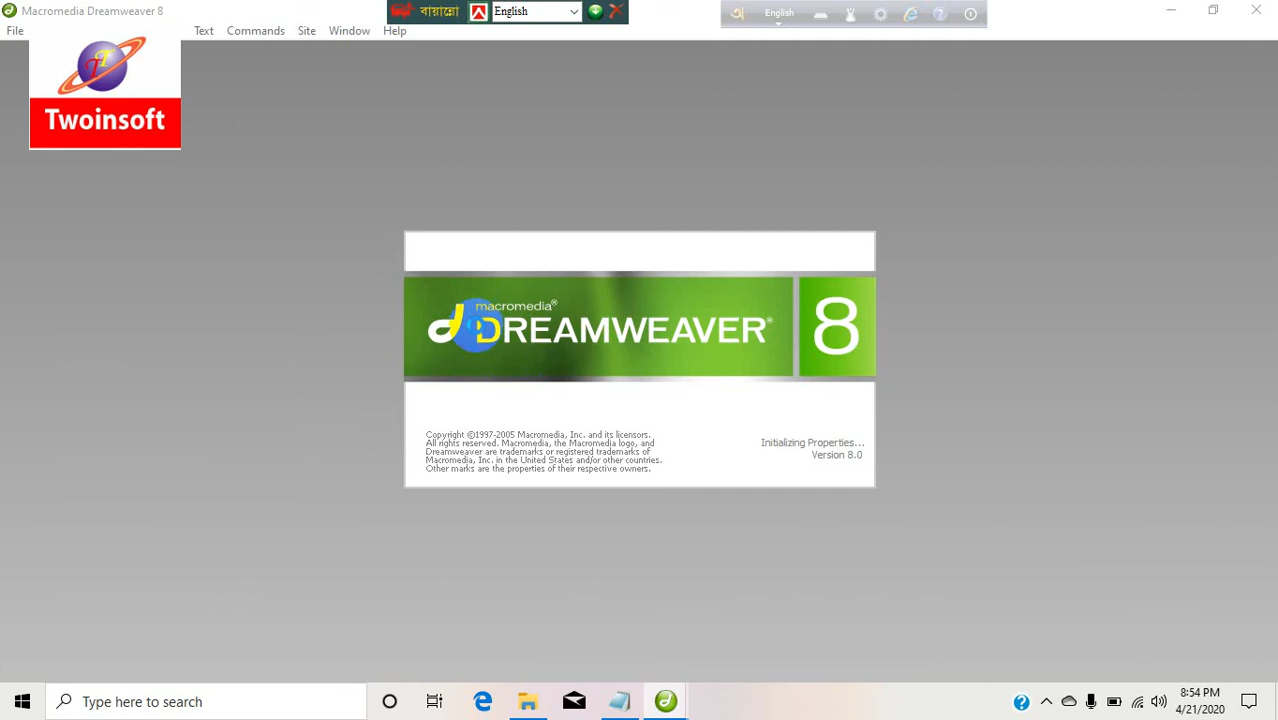 Macromedia Dreamweaver 8
বায়ান্নো
English
English
Text Commands Site Window Help
Twoinsoft
macromedia®
DREAMWEAVER® 8
Copyright ©1997-2005 Macromedia, Inc. and its licensors.
All rights reserved. Macromedia, the Macromedia logo, and
Dreamweaver are trademarks or registered trademarks of
Macromedia, Inc. in the United States and/or other countries.
Other marks are the properties of their respective owners.
Initializing Properties...
Version 8.0
Type here to search
8:54 PM
4/21/2020